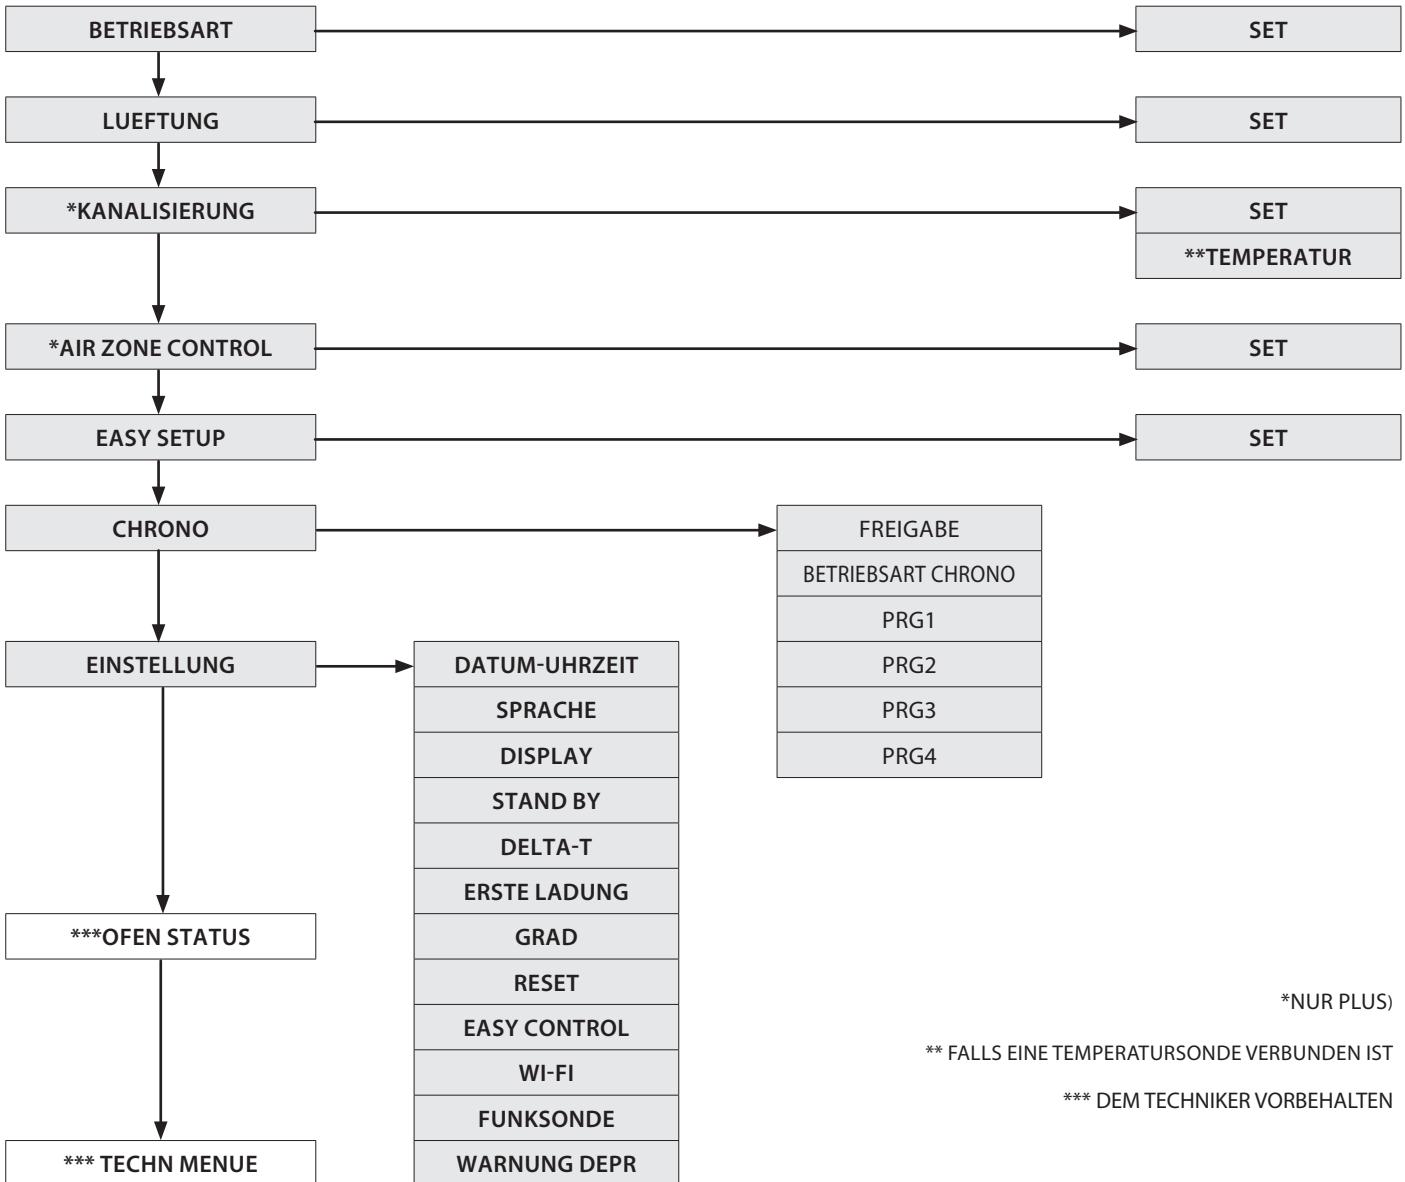 BETRIEBSART
SET
LUEFTUNG
SET
*KANALISIERUNG
SET
**TEMPERATUR
*AIR ZONE CONTROL
SET
EASY SETUP
SET
CHRONO
FREIGABE
BETRIEBSART CHRONO
PRG1
PRG2
PRG3
PRG4
EINSTELLUNG
DATUM-UHRZEIT
SPRACHE
DISPLAY
STAND BY
DELTA-T
ERSTE LADUNG
GRAD
RESET
EASY CONTROL
WI-FI
FUNKSONDE
WARNUNG DEPR
***OFEN STATUS
*** TECHN MENUE
*NUR PLUS)
** FALLS EINE TEMPERATURSONDE VERBUNDEN IST
*** DEM TECHNIKER VORBEHALTEN